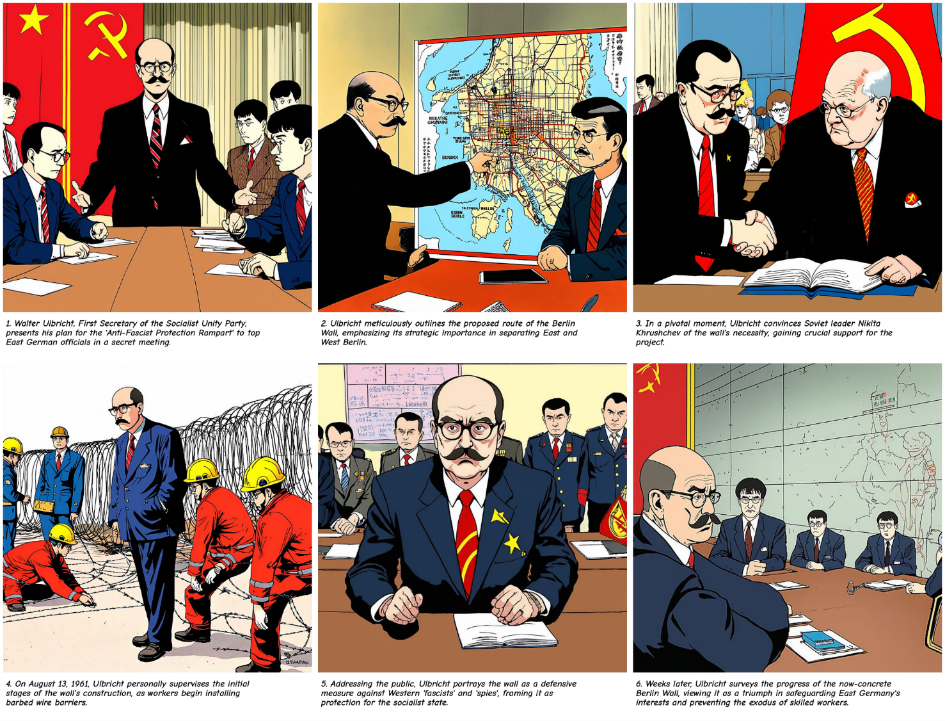 1. Walter Ulbricht, First Secretary of the Socialist Unity Party,
presents his plan for the 'Anti-Fascist Protection Rampart' to top
East German officials in a secret meeting.
2. Ulbricht meticulously outlines the proposed route of the Berlin
Wall, emphasizing its strategic importance in separating East and
West Berlin.
3. In a pivotal moment, Ulbricht convinces Soviet leader Nikita
Khrushchev of the wall's necessity, gaining crucial support for the
project.
4. On August 13, 1961, Ulbricht personally supervises the initial
stages of the wall's construction, as workers begin installing
barbed wire barriers.
5. Addressing the public, Ulbricht portrays the wall as a defensive
measure against Western 'fascists' and 'spies', framing it as
protection for the socialist state.
6. Weeks later, Ulbricht surveys the progress of the now-concrete
Berlin Wall, viewing it as a triumph in safeguarding East Germany's
interests and preventing the exodus of skilled workers.